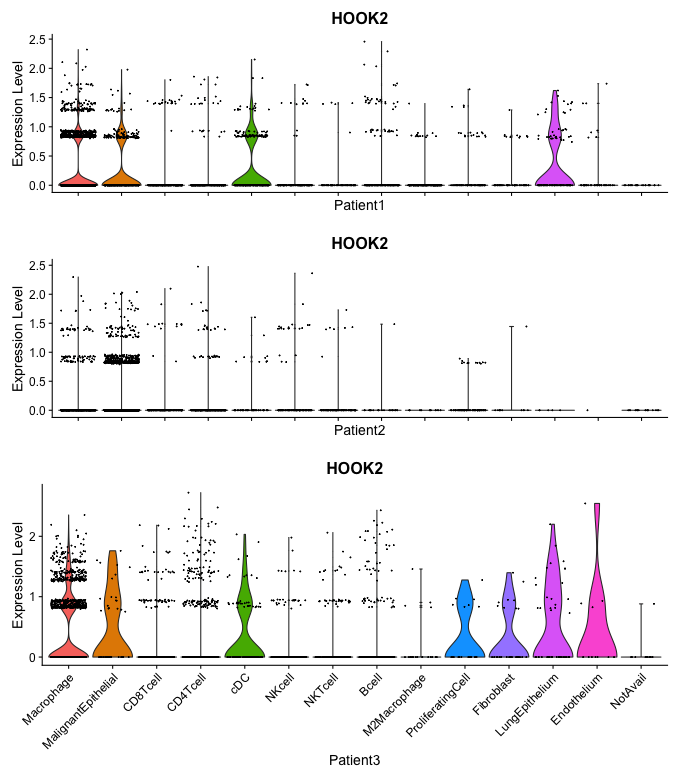 HOOK2
Expression Level
2.5
2.0
1.5
1.0
0.5
0.0
Patient1
HOOK2
Expression Level
2.5
2.0
1.5
1.0
0.5
0.0
Patient2
HOOK2
Expression Level
2
1
0
Macrophage
MalignantEpithelial
CD8Tcell
CD4Tcell
cDC
NKcell
NKTcell
Bcell
M2Macrophage
ProliferatingCell
Fibroblast
LungEpithelium
Endothelium
NotAvail
Patient3